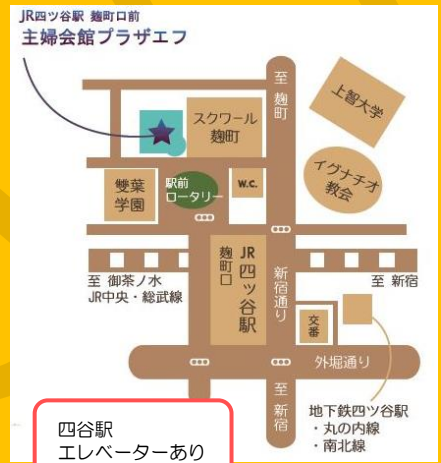 JR四ツ谷駅 麹町口前
主婦会館プラザエフ
至 麹町
上智大学
スクワール
麹町
イグナチオ
教会
雙葉
学園
駅前
ロータリー
W.C.
麹町口
JR四ツ谷駅
新宿通り
至 御茶ノ水
JR中央・総武線
至 新宿
交番
外堀通り
至 新宿
地下鉄四ツ谷駅
・丸の内線
・南北線
四谷駅
エレベーターあり